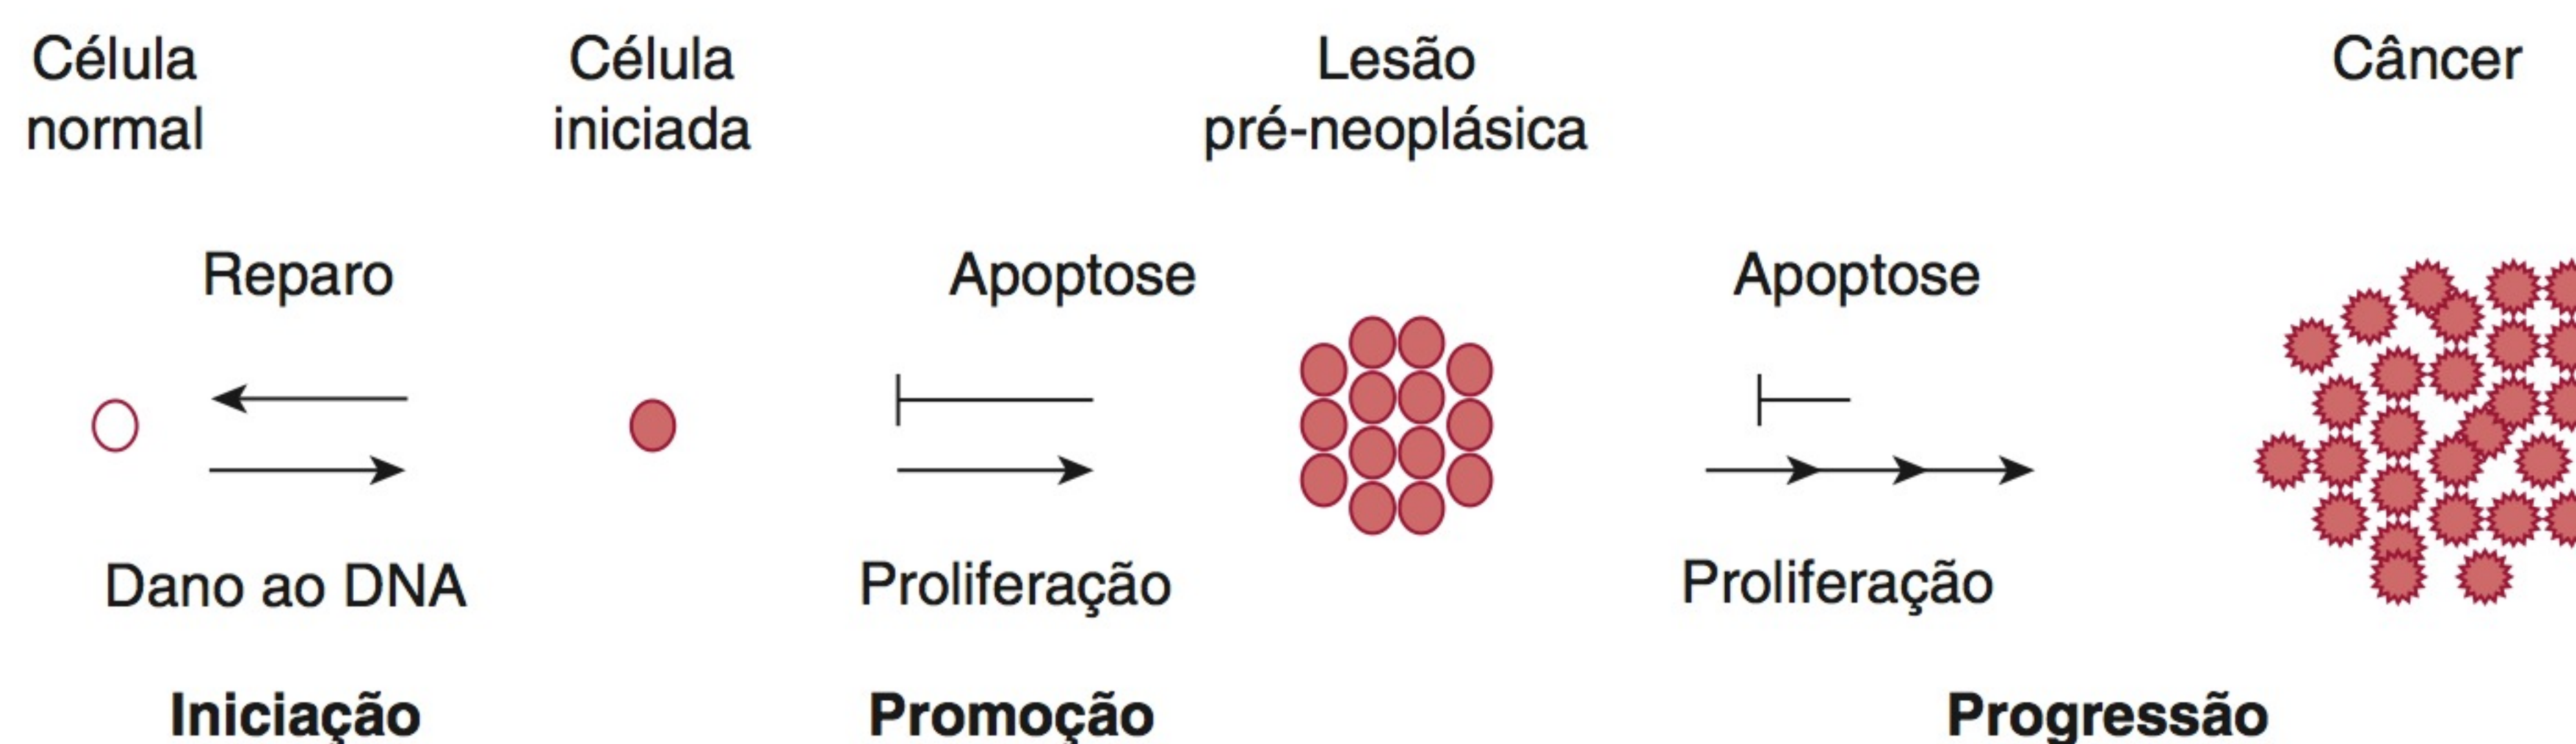 Célula
normal
Célula
iniciada
Lesão
pré-neoplásica
Câncer
Reparo
Apoptose
Apoptose
Dano ao DNA
Proliferação
Proliferação
Iniciação
Promoção
Progressão